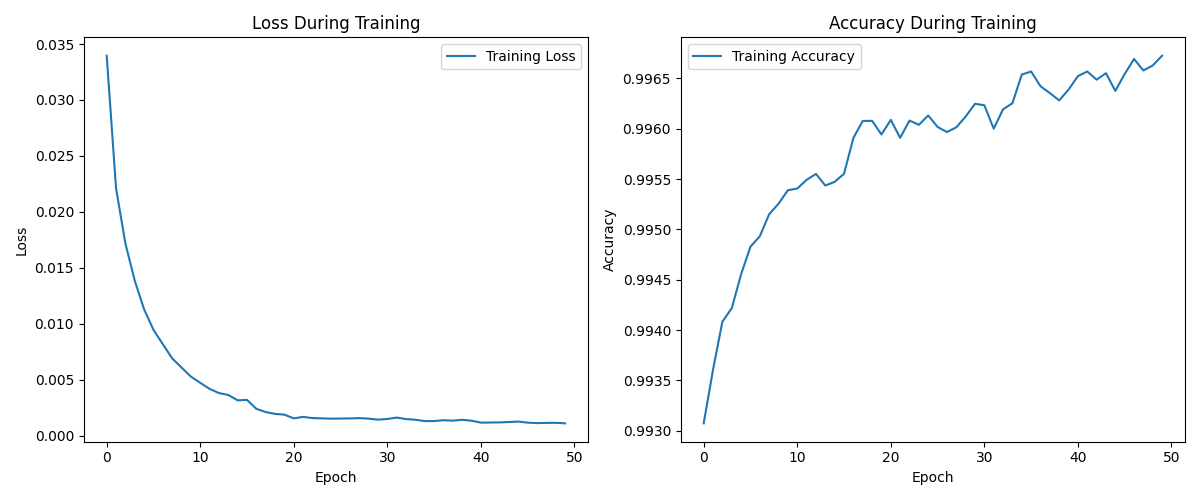 Loss During Training
Training Loss
0.035
0.030
0.025
0.020
0.015
0.010
0.005
0.000
Loss
0 10 20 30 40 50
Epoch
Accuracy During Training
Training Accuracy
0.9965
0.9960
0.9955
0.9950
0.9945
0.9940
0.9935
0.9930
Accuracy
0 10 20 30 40 50
Epoch